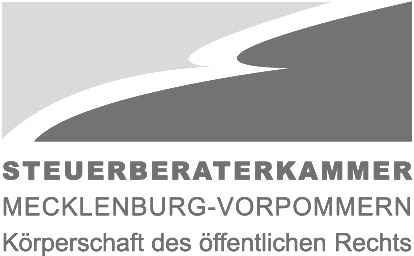 STEUERBERATERKAMMER
MECKLENBURG-VORPOMMERN
Körperschaft des öffentlichen Rechts